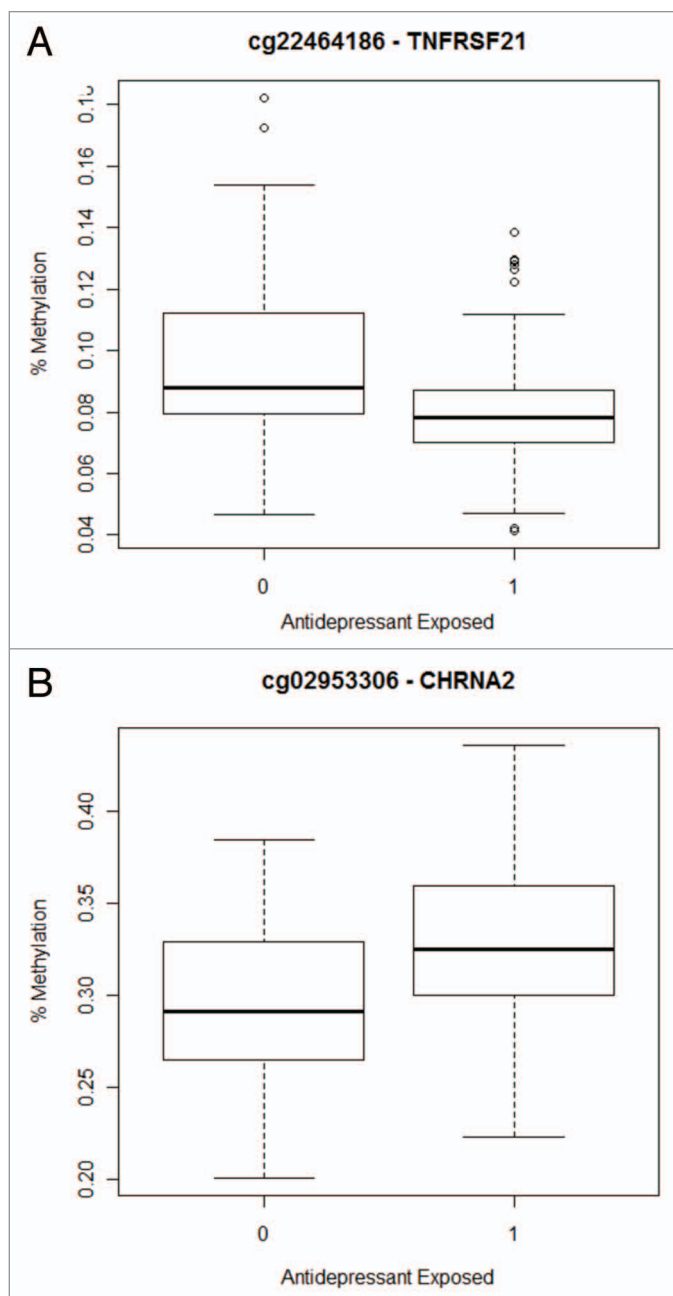 A
cg22464186 - TNFRSF21
% Methylation
0.16
0.14
0.12
0.10
0.08
0.06
0.04
0
1
Antidepressant Exposed
B
cg02953306 - CHRNA2
% Methylation
0.40
0.35
0.30
0.25
0.20
0
1
Antidepressant Exposed